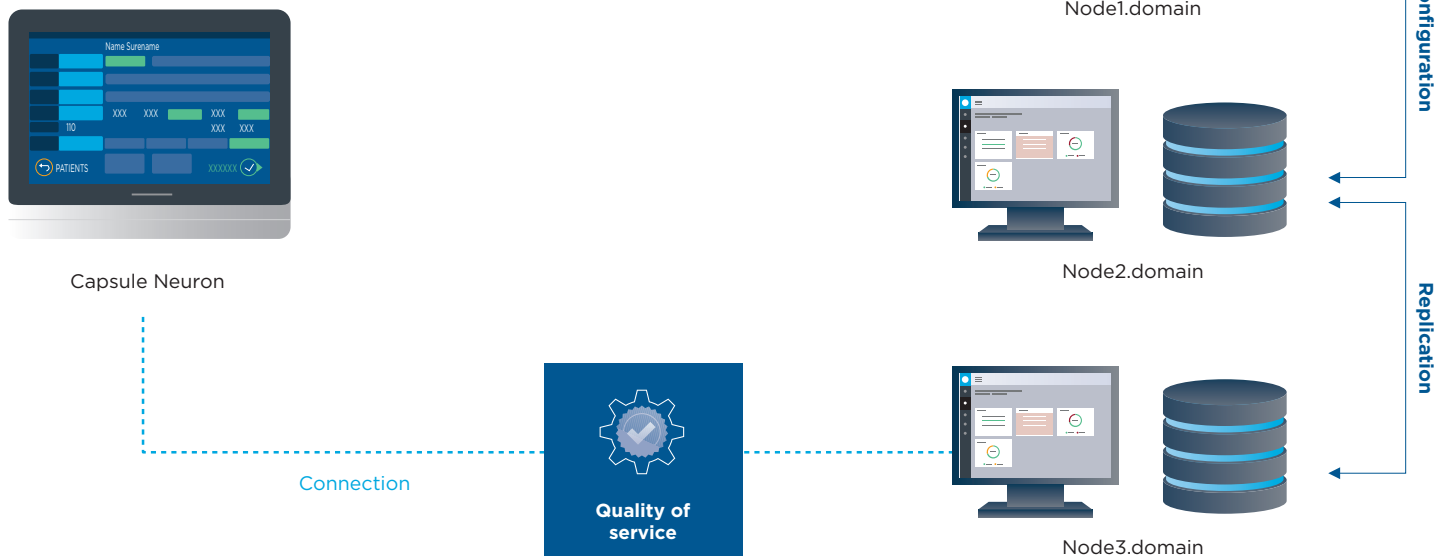 Node1.domain
Name Surename
XXX XXX XXX
110 XXX XXX
PATIENTS XXXXXX
Node2.domain
Capsule Neuron
Replication
Connection
Quality of
service
Node3.domain